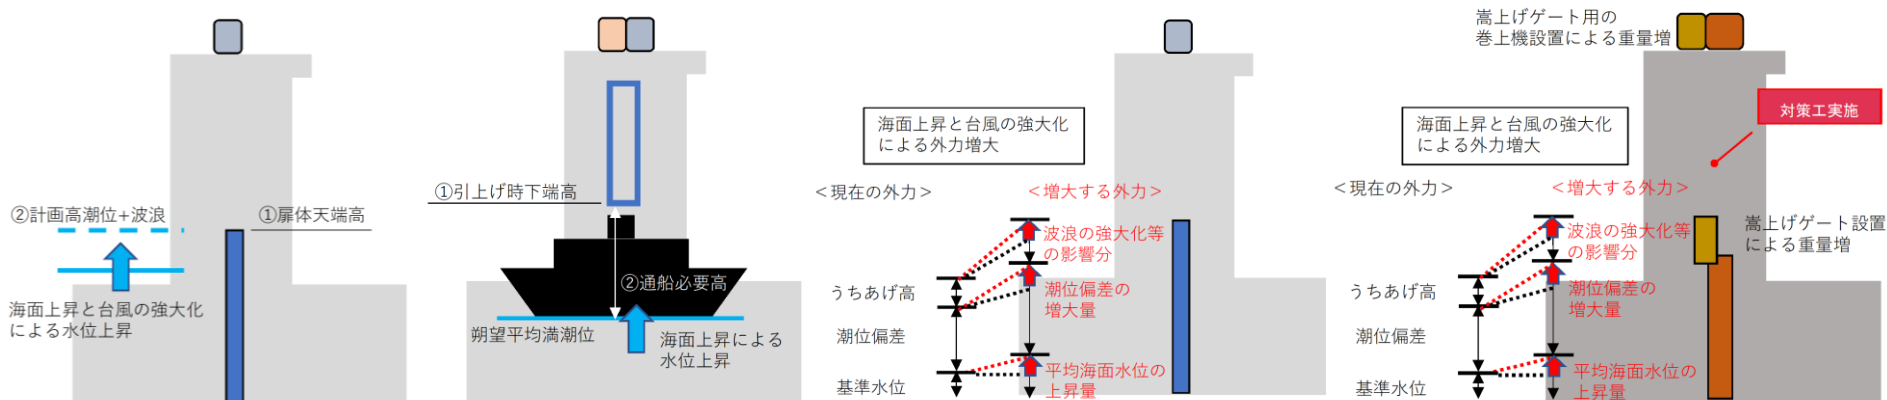 ②計画高潮位+波浪
①扉体天端高
海面上昇と台風の強大化
による水位上昇
①引上げ時下端高
②通船必要高
朔望平均満潮位
海面上昇による
水位上昇
海面上昇と台風の強大化
による外力増大
＜現在の外力＞
＜増大する外力＞
波浪の強大化等
の影響分
うちあげ高
潮位偏差の
増大量
潮位偏差
平均海面水位の
上昇量
基準水位
嵩上げゲート用の
巻上機設置による重量増
対策工実施
海面上昇と台風の強大化
による外力増大
＜現在の外力＞
＜増大する外力＞
嵩上げゲート設置
による重量増
波浪の強大化等
の影響分
うちあげ高
潮位偏差の
増大量
潮位偏差
平均海面水位の
上昇量
基準水位